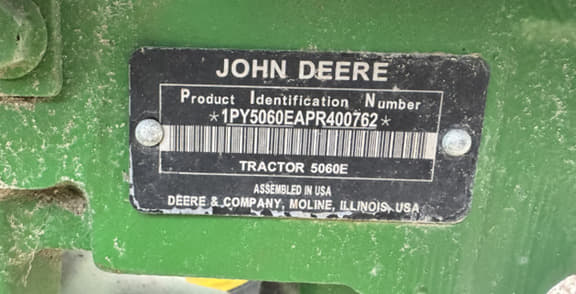 JOHN DEERE
Product Identification Number
*1PY5060EAPR400762*
TRACTOR 5060E
ASSEMBLED IN USA
DEERE & COMPANY, MOLINE, ILLINOIS, USA